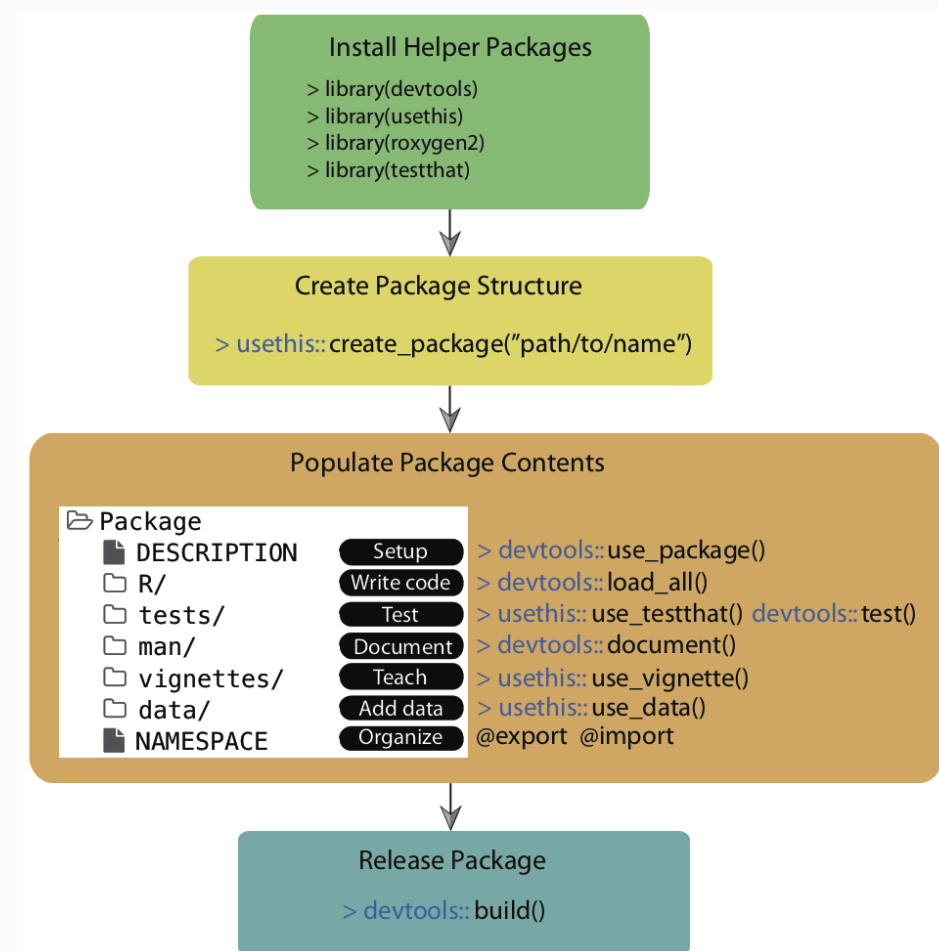 Install Helper Packages
> library(devtools)
> library(usethis)
> library(roxygen2)
> library(testthat)
Create Package Structure
> usethis:: create_package("path/to/name")
Populate Package Contents
Package
DESCRIPTION Setup > devtools:: use_package()
R/ Write code > devtools:: load_all()
tests/ Test > usethis:: use_testthat() devtools:: test()
man/ Document > devtools:: document()
vignettes/ Teach > usethis:: use_vignette()
data/ Add data > usethis:: use_data()
NAMESPACE Organize @export @import
Release Package
> devtools:: build()